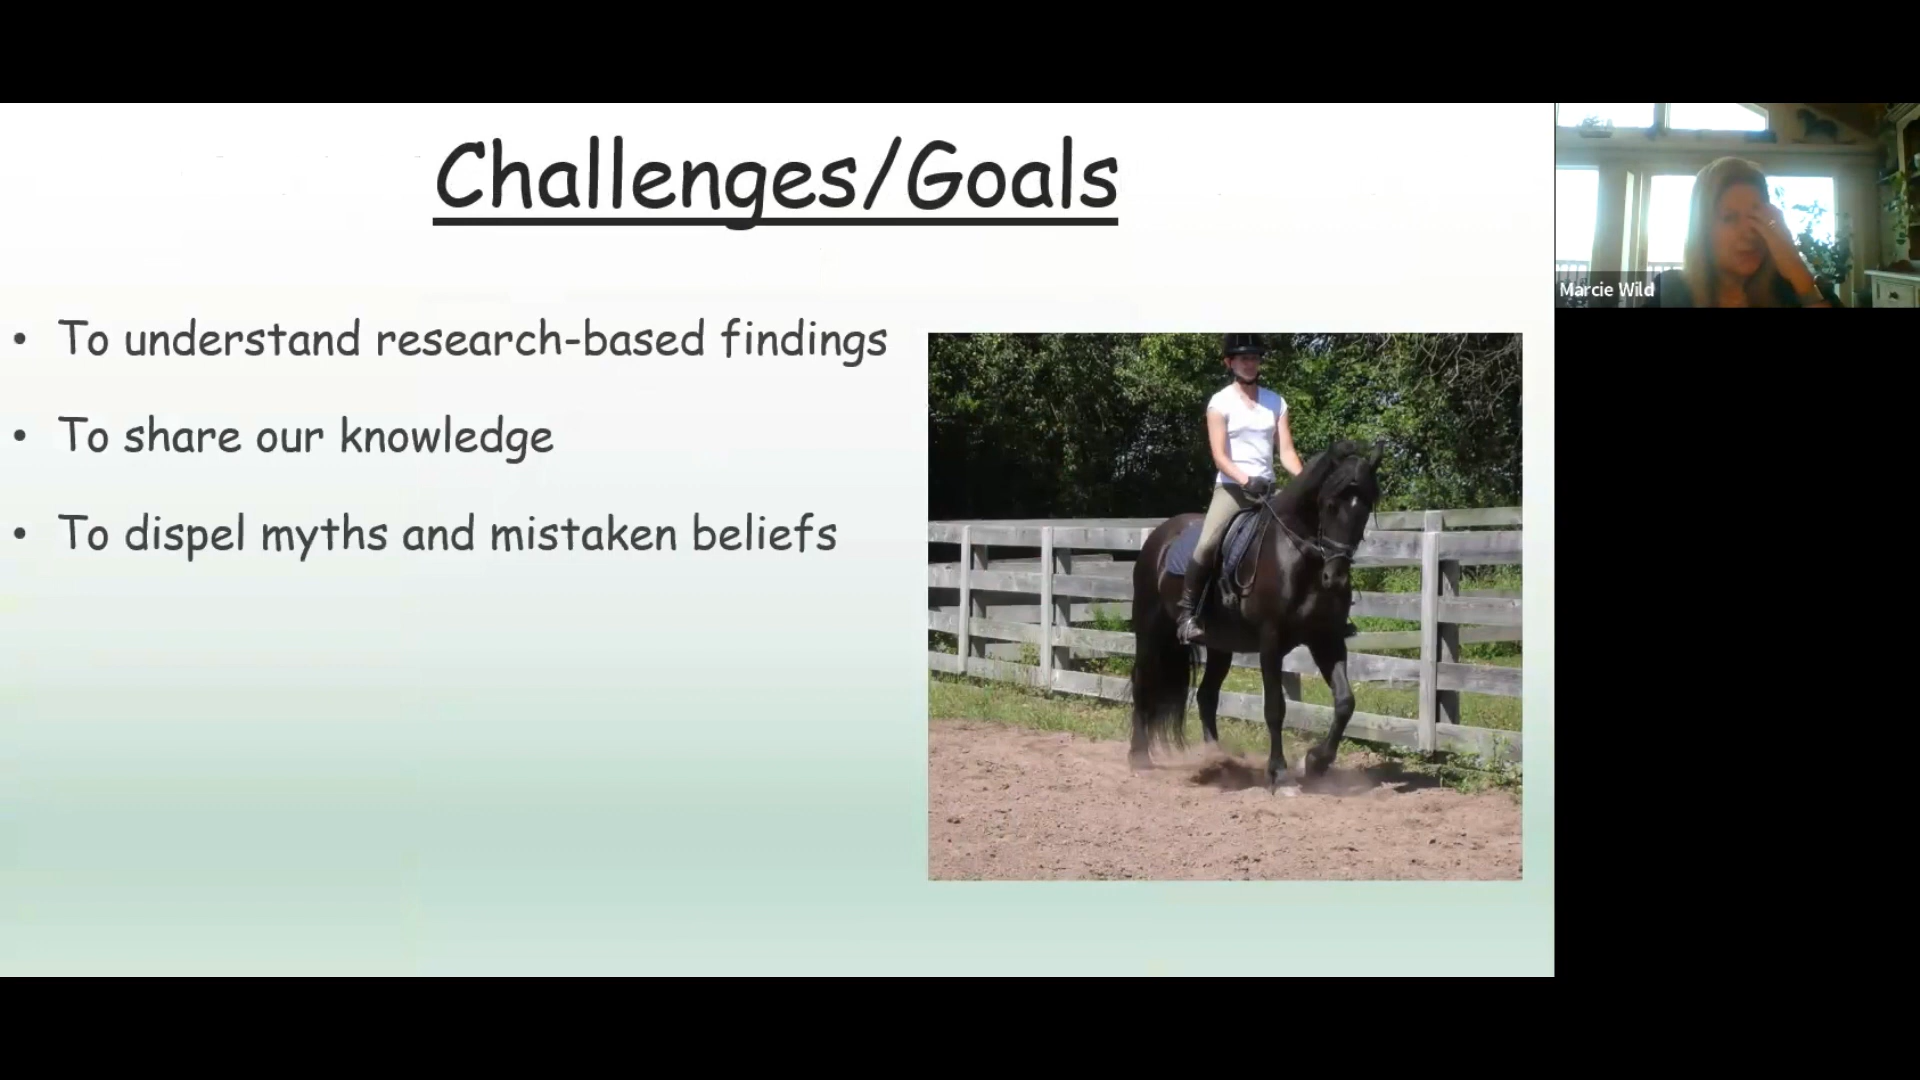 Challenges/Goals
• To understand research-based findings
• To share our knowledge
• To dispel myths and mistaken beliefs
Marcie Wild